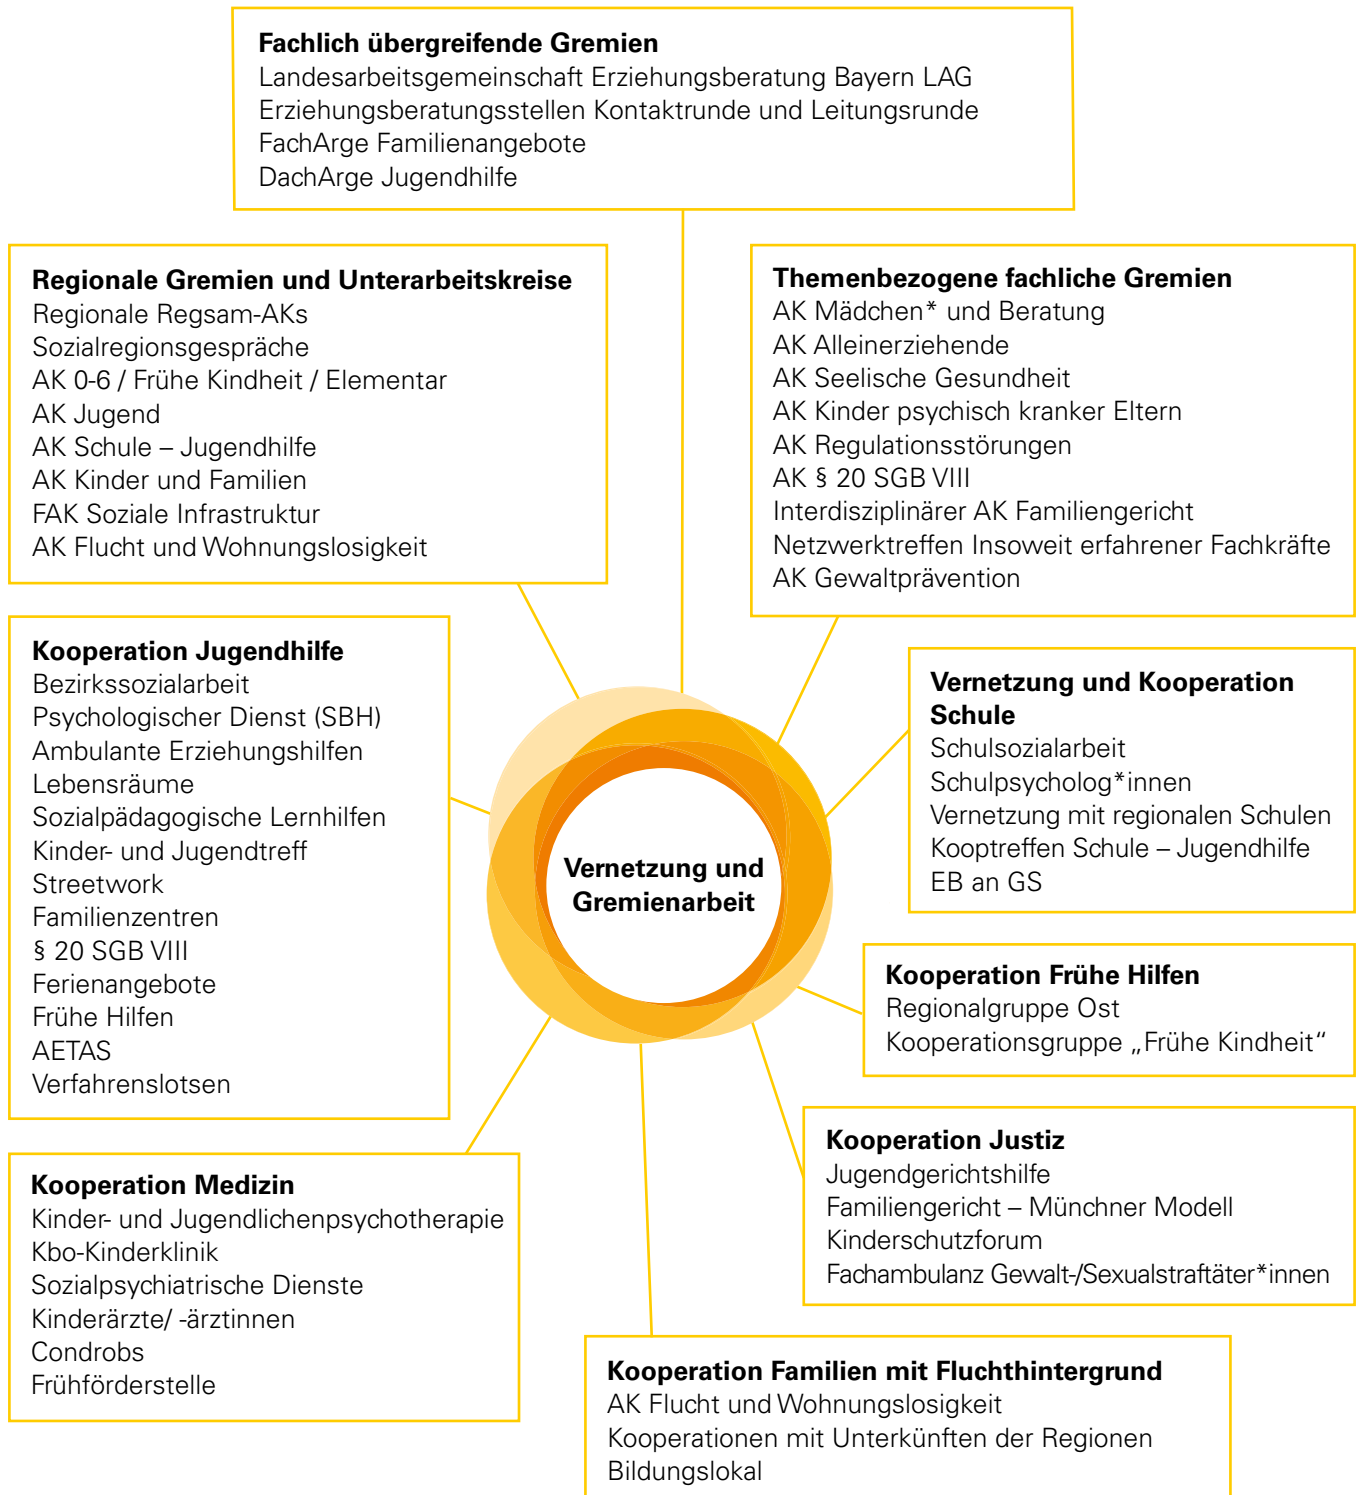 Fachlich übergreifende Gremien
Landesarbeitsgemeinschaft Erziehungsberatung Bayern LAG
Erziehungsberatungsstellen Kontaktrunde und Leitungsrunde
FachArge Familienangebote
DachArge Jugendhilfe
Regionale Gremien und Unterarbeitskreise
Regionale Regsam-AKs
Sozialregionsgespräche
AK 0-6 / Frühe Kindheit / Elementar
AK Jugend
AK Schule – Jugendhilfe
AK Kinder und Familien
FAK Soziale Infrastruktur
AK Flucht und Wohnungslosigkeit
Themenbezogene fachliche Gremien
AK Mädchen* und Beratung
AK Alleinerziehende
AK Seelische Gesundheit
AK Kinder psychisch kranker Eltern
AK Regulationsstörungen
AK § 20 SGB VIII
Interdisziplinärer AK Familiengericht
Netzwerktreffen Insoweit erfahrener Fachkräfte
AK Gewaltprävention
Kooperation Jugendhilfe
Bezirkssozialarbeit
Psychologischer Dienst (SBH)
Ambulante Erziehungshilfen
Lebensräume
Sozialpädagogische Lernhilfen
Kinder- und Jugendtreff
Streetwork
Familienzentren
§ 20 SGB VIII
Ferienangebote
Frühe Hilfen
AETAS
Verfahrenslotsen
Vernetzung und
Gremienarbeit
Vernetzung und Kooperation
Schule
Schulsozialarbeit
Schulpsycholog*innen
Vernetzung mit regionalen Schulen
Kooptreffen Schule – Jugendhilfe
EB an GS
Kooperation Frühe Hilfen
Regionalgruppe Ost
Kooperationsgruppe „Frühe Kindheit“
Kooperation Justiz
Jugendgerichtshilfe
Familiengericht – Münchner Modell
Kinderschutzforum
Fachambulanz Gewalt-/Sexualstraftäter*innen
Kooperation Medizin
Kinder- und Jugendlichenpsychotherapie
Kbo-Kinderklinik
Sozialpsychiatrische Dienste
Kinderärzte/ -ärztinnen
Condrobs
Frühförderstelle
Kooperation Familien mit Fluchthintergrund
AK Flucht und Wohnungslosigkeit
Kooperationen mit Unterkünften der Regionen
Bildungslokal